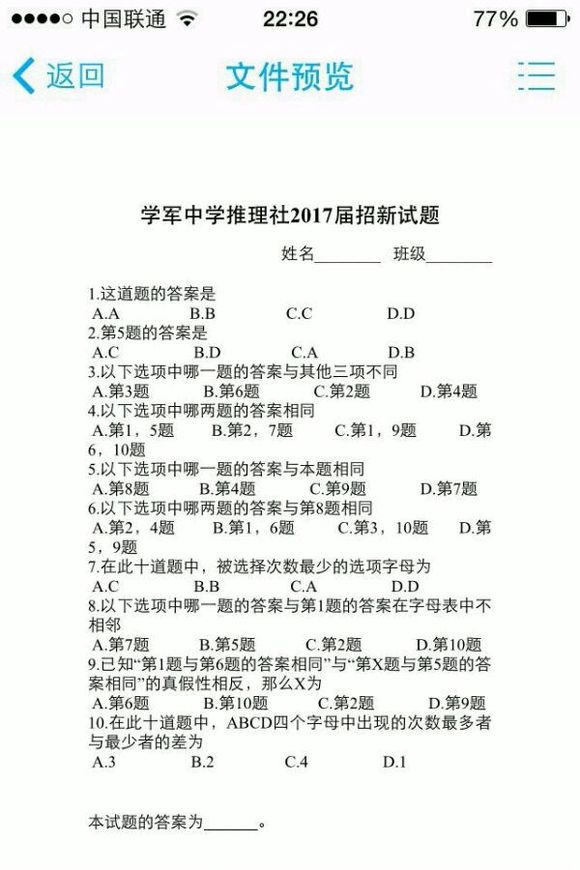 中国联通 22:26 77%
返回 文件预览
学军中学推理社2017届招新试题
姓名________ 班级________
1.这道题的答案是
A.A B.B C.C D.D
2.第5题的答案是
A.C B.D C.A D.B
3.以下选项中哪一题的答案与其他三项不同
A.第3题 B.第6题 C.第2题 D.第4题
4.以下选项中哪两题的答案相同
A.第1，5题 B.第2，7题 C.第1，9题 D.第
6，10题
5.以下选项中哪一题的答案与本题相同
A.第8题 B.第4题 C.第9题 D.第7题
6.以下选项中哪两题的答案与第8题相同
A.第2，4题 B.第1，6题 C.第3，10题 D.第
5，9题
7.在此十道题中，被选择次数最少的选项字母为
A.C B.B C.A D.D
8.以下选项中哪一题的答案与第1题的答案在字母表中不
相邻
A.第7题 B.第5题 C.第2题 D.第10题
9.已知“第1题与第6题的答案相同”与“第X题与第5题的答
案相同”的真假性相反，那么X为
A.第6题 B.第10题 C.第2题 D.第9题
10.在此十道题中，ABCD四个字母中出现的次数最多者
与最少者的差为
A.3 B.2 C.4 D.1
本试题的答案为______。